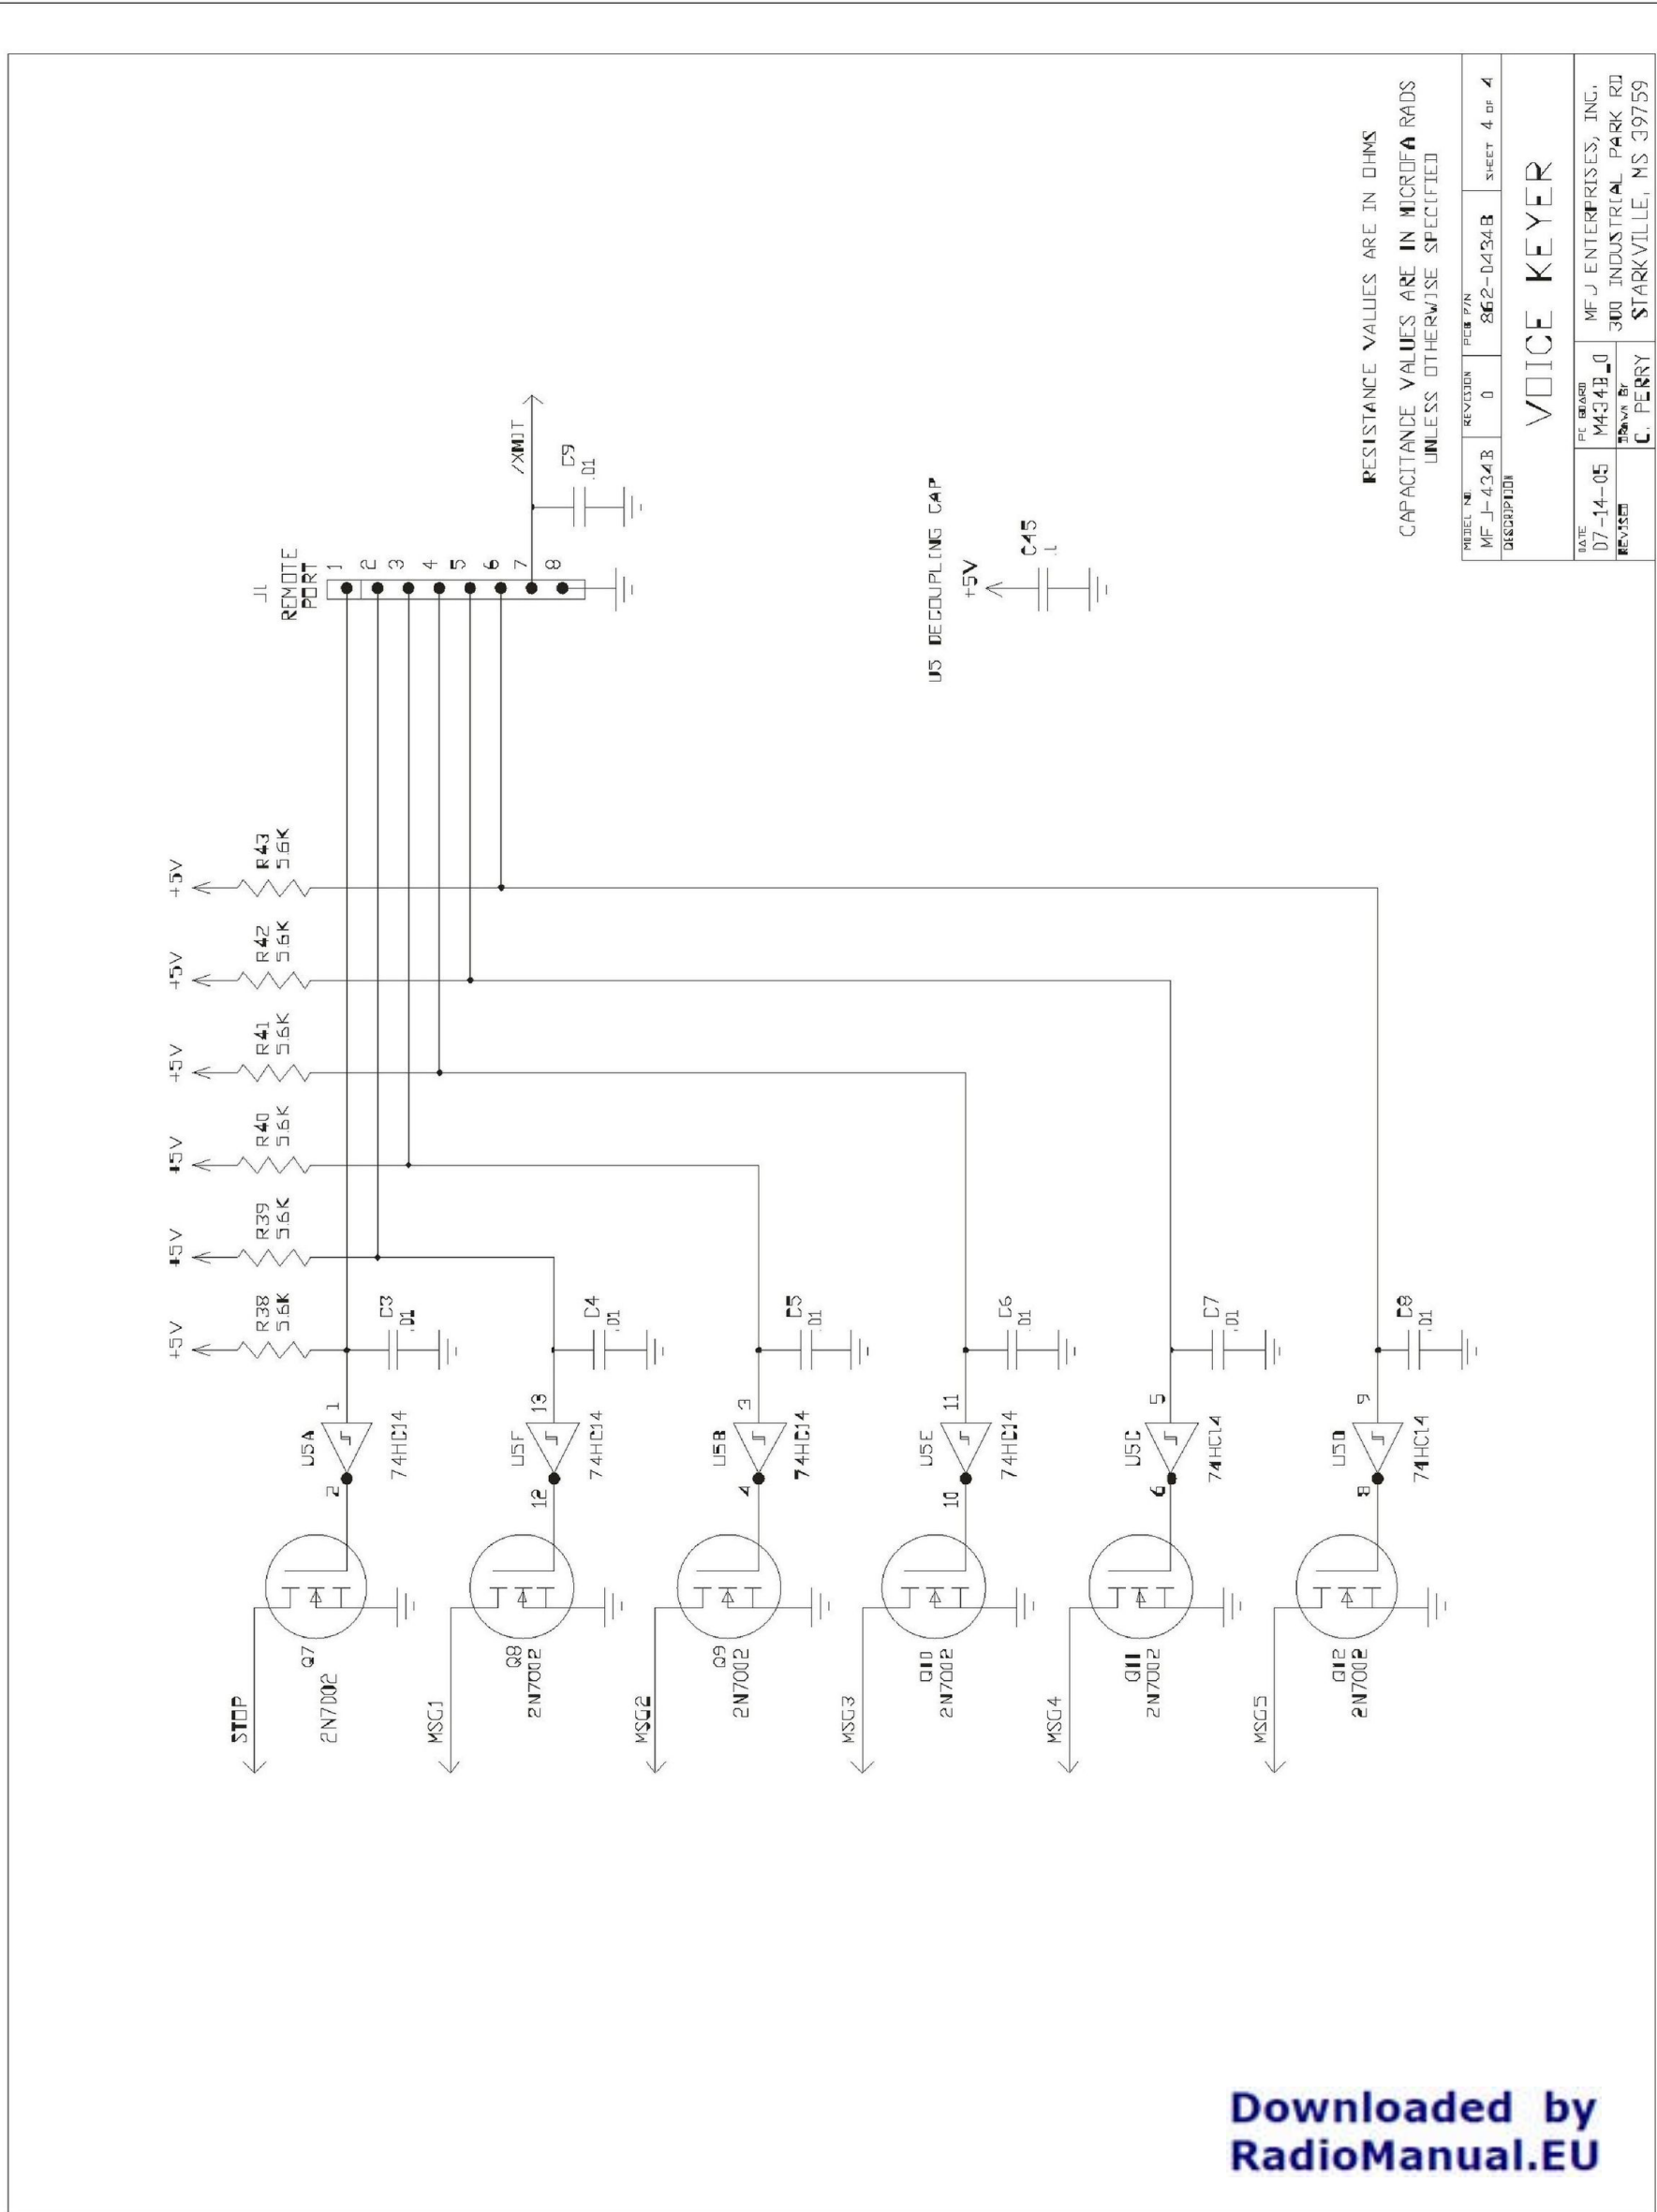 +5V
+5V
+5V
+5V
+5V
+5V
R38
5.6K
R39
5.6K
R40
5.6K
R41
5.6K
R42
5.6K
R43
5.6K
J1
REMOTE
PORT
1
2
3
4
5
6
7
8
/XMIT
C9
.01
STOP
Q7
2N7002
2
U5A
1
74HC14
C3
.01
MSG1
Q8
2N7002
12
U5F
13
74HC14
C4
.01
MSG2
Q9
2N7002
4
U5B
3
74HC14
C5
.01
MSG3
Q10
2N7002
10
U5E
11
74HC14
C6
.01
MSG4
Q11
2N7002
6
U5C
5
74HC14
C7
.01
MSG5
Q12
2N7002
8
U5D
9
74HC14
C8
.01
U5 DECOUPLING CAP
+5V
C45
.1
RESISTANCE VALUES ARE IN OHMS
CAPACITANCE VALUES ARE IN MICROFARADS
UNLESS OTHERWISE SPECIFIED
MODEL NO.
MFJ-434B
REVISION
0
PCB P/N
862-0434B
SHEET 4 OF 4
DESCRIPTION
VOICE KEYER
DATE
07-14-05
PC BOARD
M434B_0
MFJ ENTERPRISES, INC.
300 INDUSTRIAL PARK RD
STARKVILLE, MS 39759
REVISED
DRAWN BY
C. PERRY
Downloaded by
RadioManual.EU